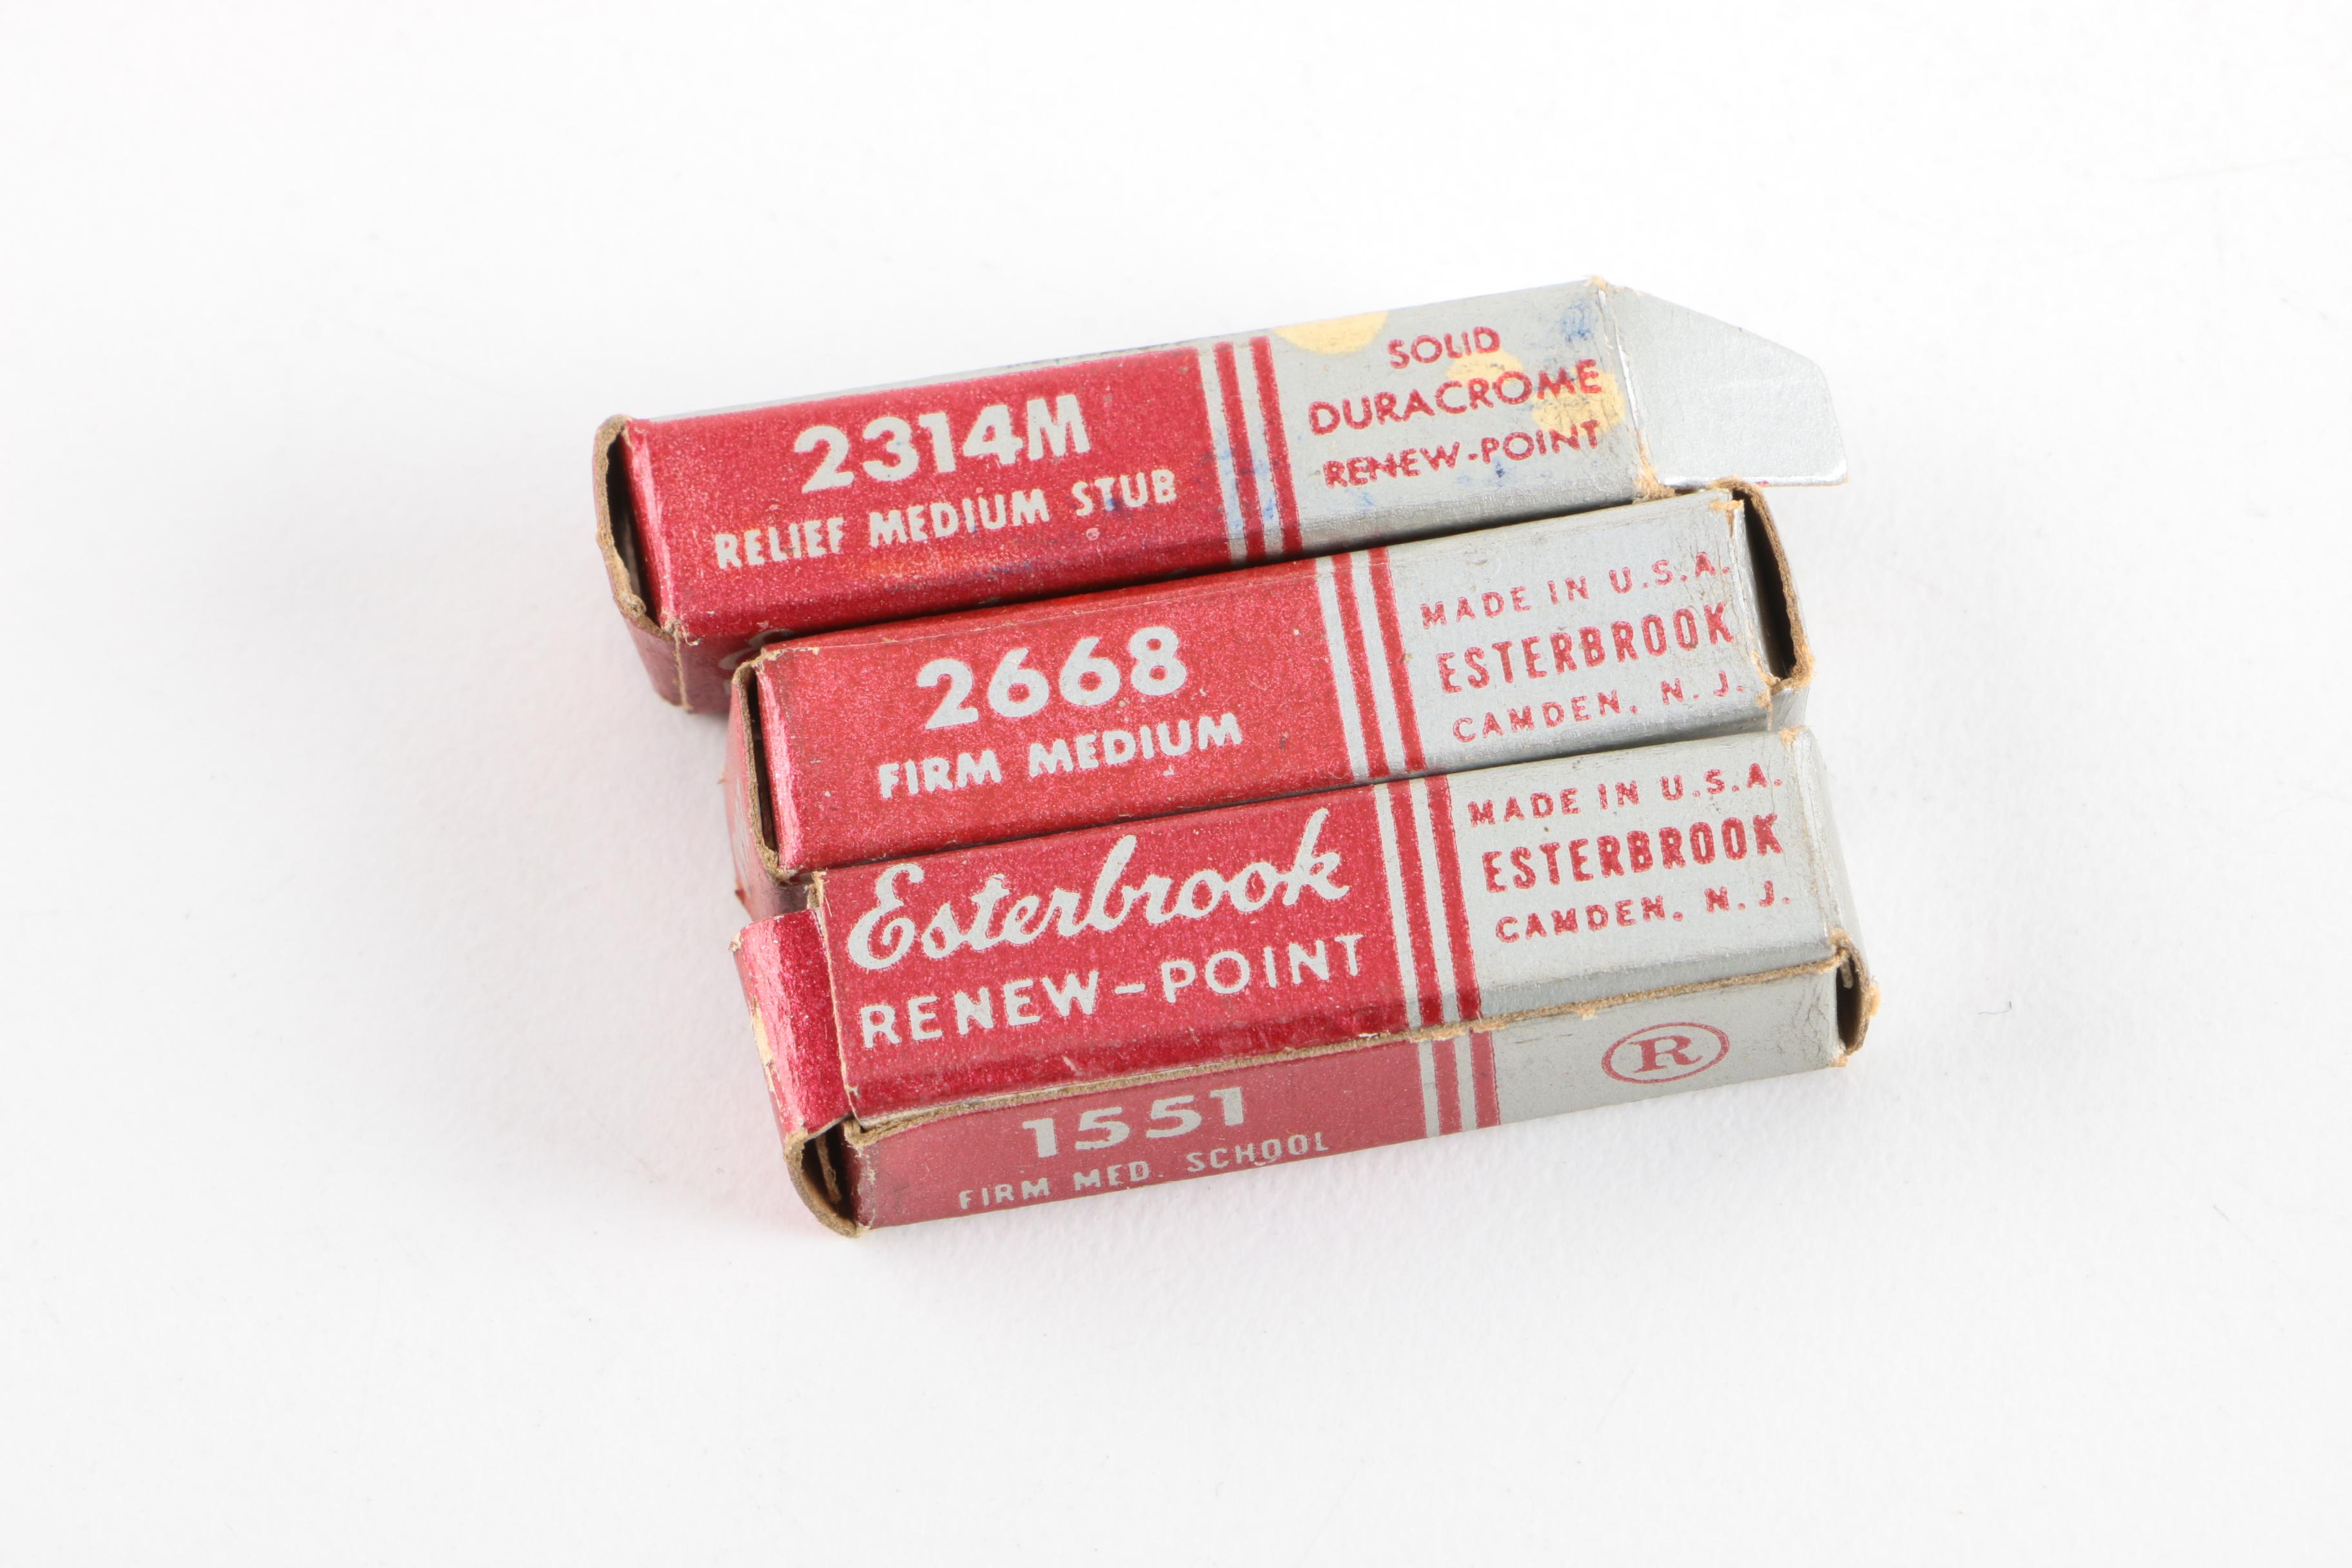 2314M
RELIEF MEDIUM STUB
SOLID
DURACROME
RENEW-POINT
2668
FIRM MEDIUM
MADE IN U.S.A.
ESTERBROOK
CAMDEN, N. J.
Esterbrook
RENEW-POINT
MADE IN U.S.A.
ESTERBROOK
CAMDEN, N. J.
1551
FIRM MED. SCHOOL
R